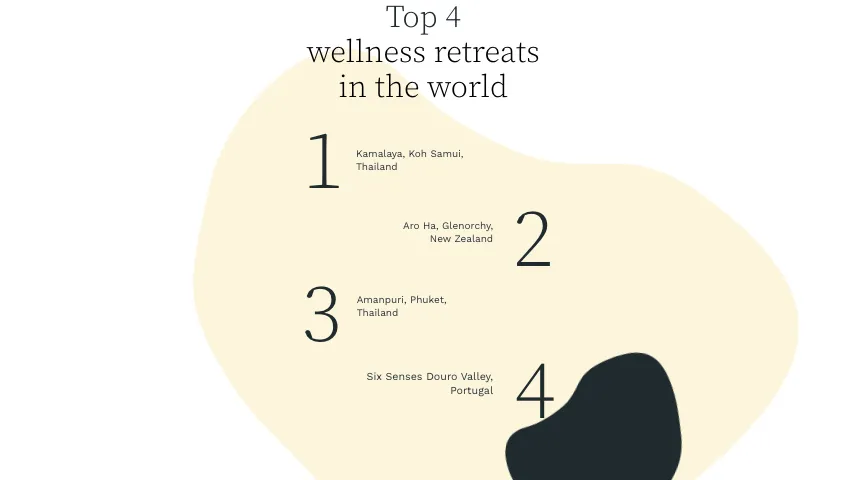 Top 4
wellness retreats
in the world
1
Kamalaya, Koh Samui,
Thailand
Aro Ha, Glenorchy,
New Zealand
2
3
Amanpuri, Phuket,
Thailand
Six Senses Douro Valley,
Portugal
4